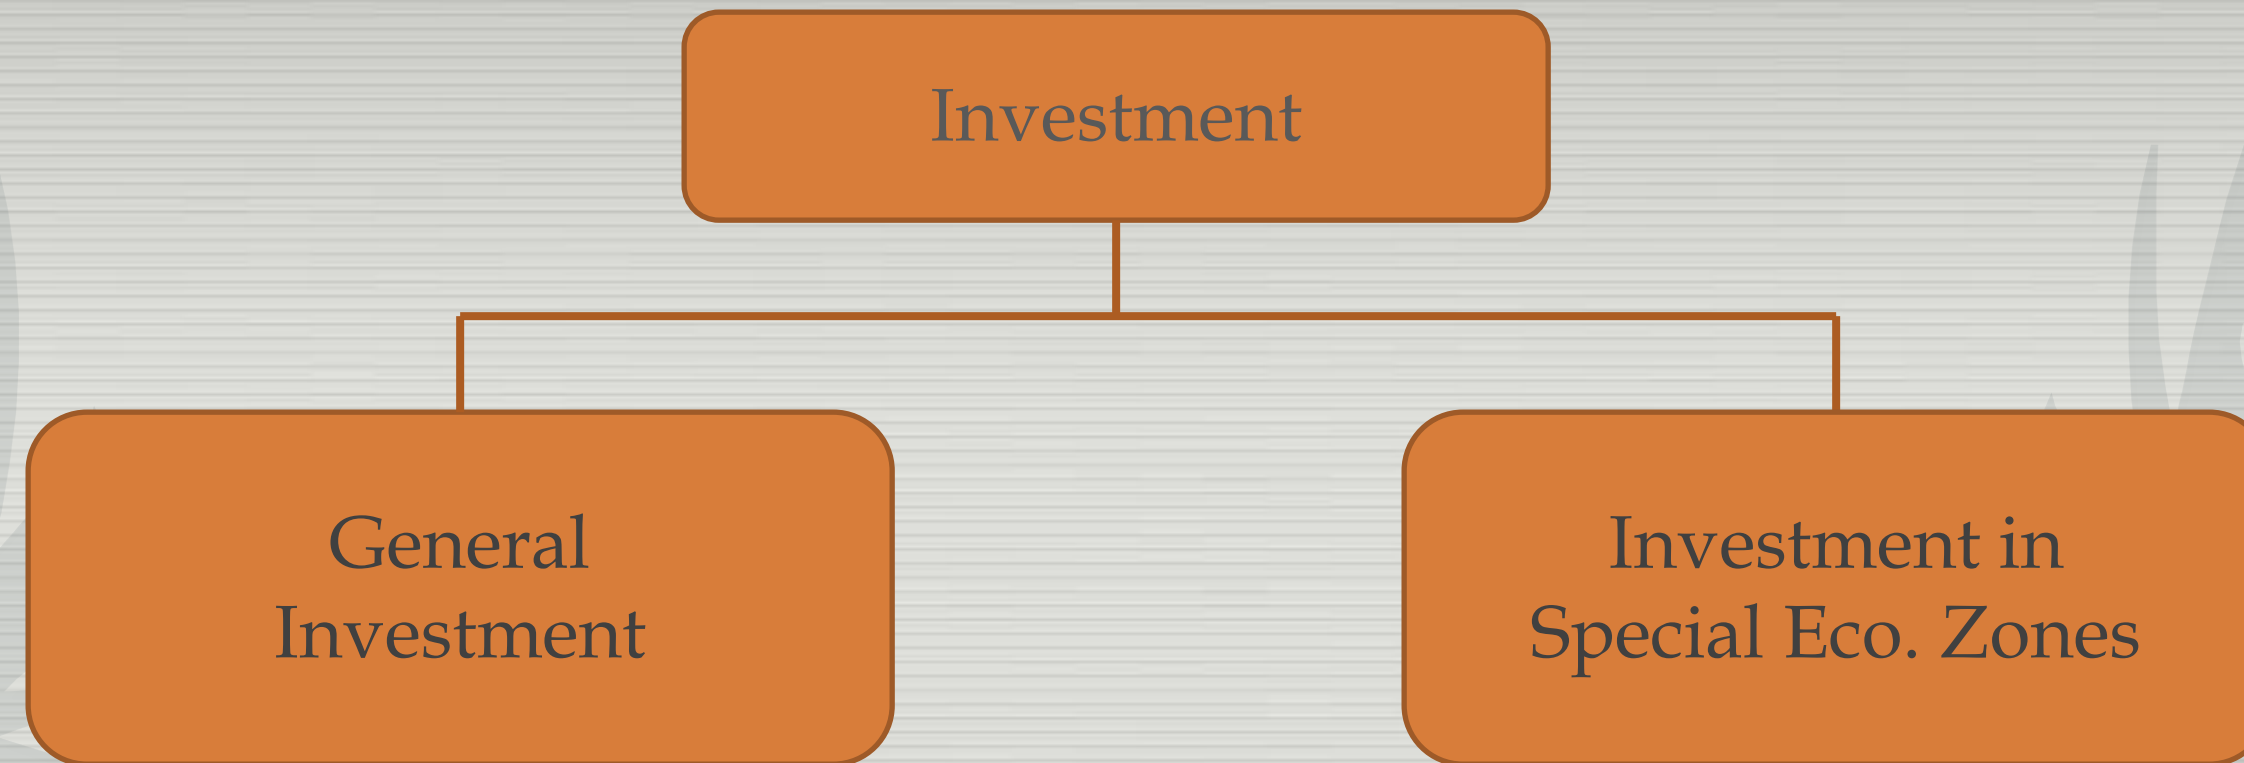 Investment
General
Investment
Investment in
Special Eco. Zones